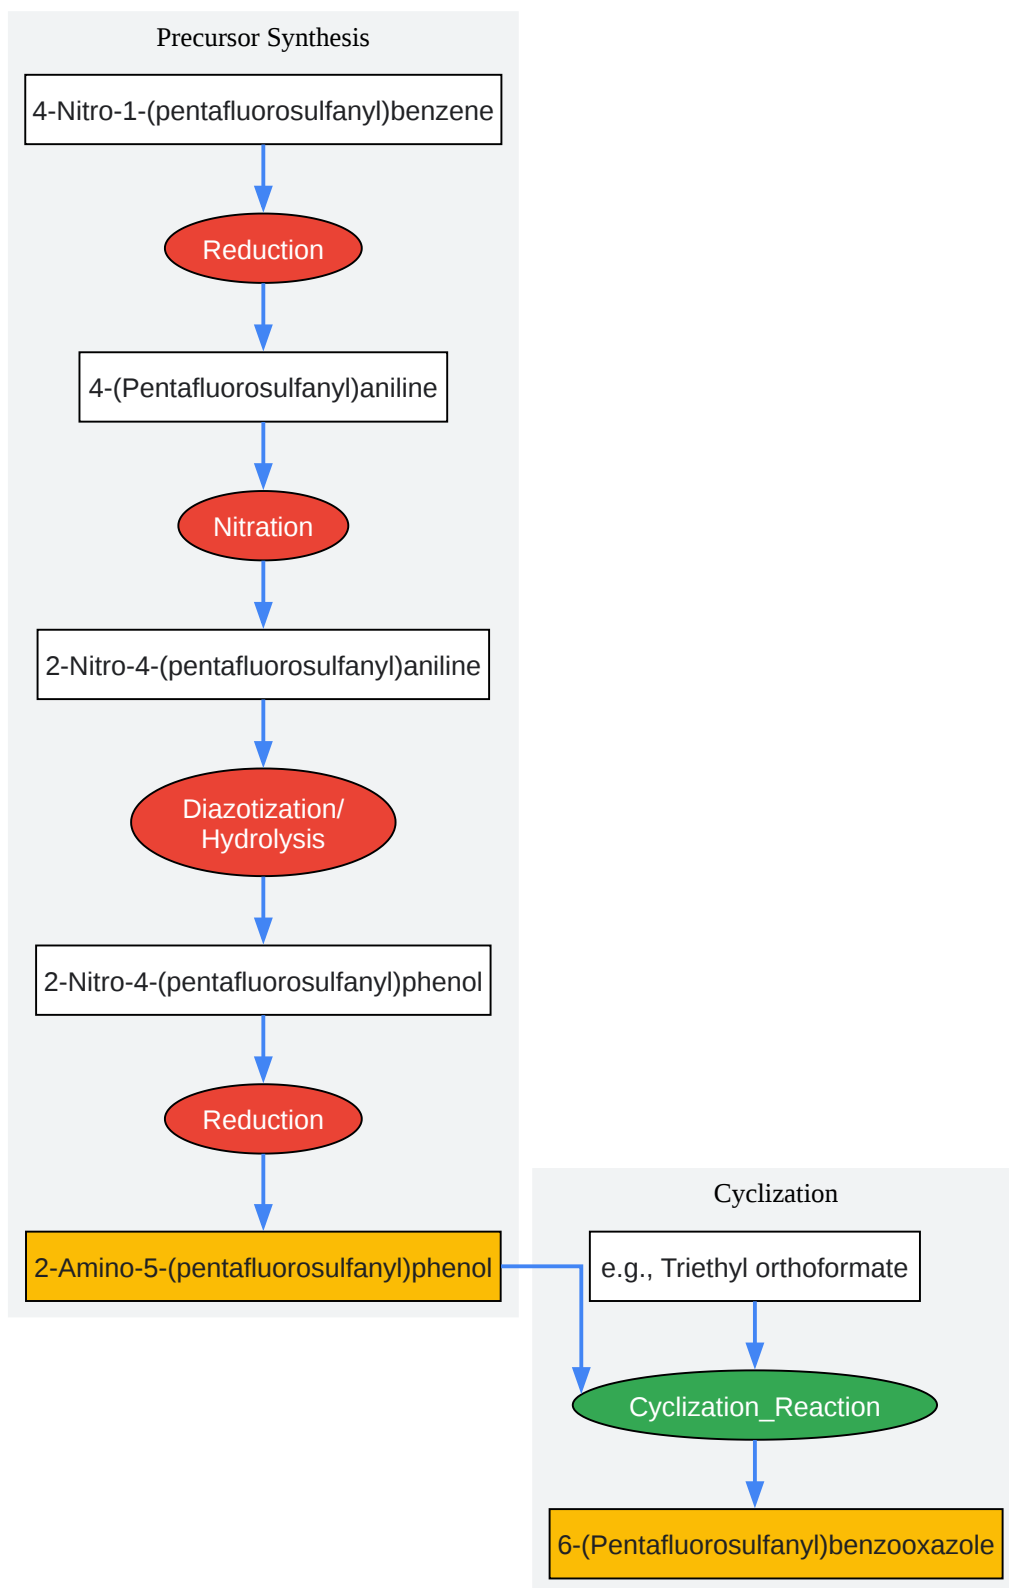 Precursor Synthesis
4-Nitro-1-(pentafluorosulfanyl)benzene
Reduction
4-(Pentafluorosulfanyl)aniline
Nitration
2-Nitro-4-(pentafluorosulfanyl)aniline
Diazotization/
Hydrolysis
2-Nitro-4-(pentafluorosulfanyl)phenol
Reduction
2-Amino-5-(pentafluorosulfanyl)phenol
Cyclization
e.g., Triethyl orthoformate
Cyclization_Reaction
6-(Pentafluorosulfanyl)benzooxazole